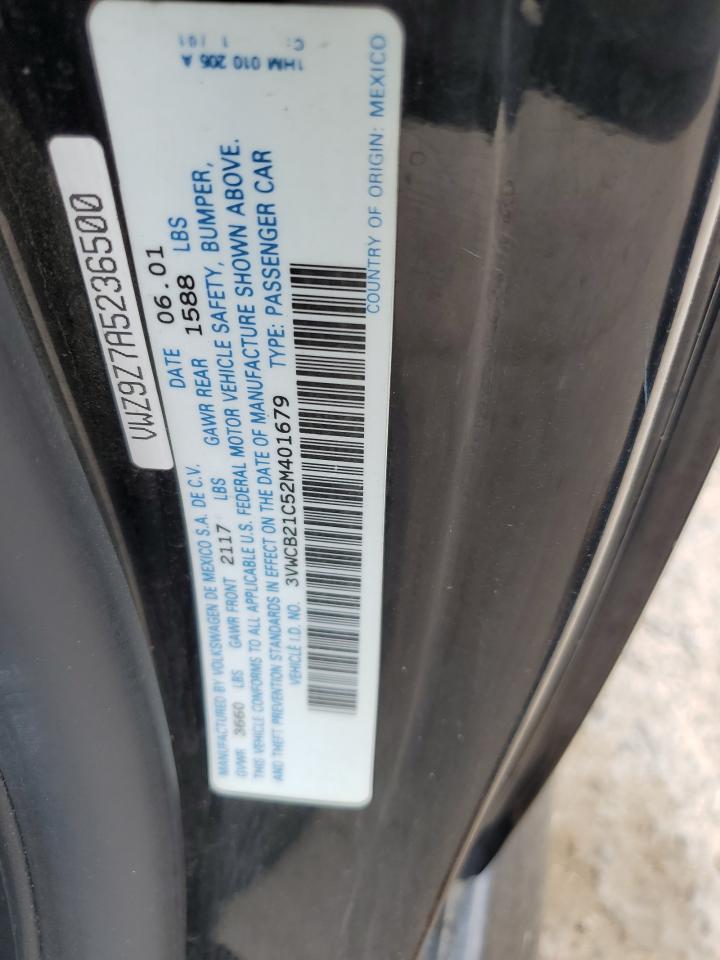 VWZ9Z7A5236500
MANUFACTURED BY VOLKSWAGEN DE MEXICO S.A. DE C.V. DATE 06.01
GVWR 3660 LBS GAWR FRONT 2117 LBS GAWR REAR 1588 LBS
THIS VEHICLE CONFORMS TO ALL APPLICABLE U.S. FEDERAL MOTOR VEHICLE SAFETY, BUMPER,
AND THEFT PREVENTION STANDARDS IN EFFECT ON THE DATE OF MANUFACTURE SHOWN ABOVE.
VEHICLE I.D. NO. 3VWCB21C52M401679 TYPE: PASSENGER CAR
COUNTRY OF ORIGIN: MEXICO
1HM 010 205 A